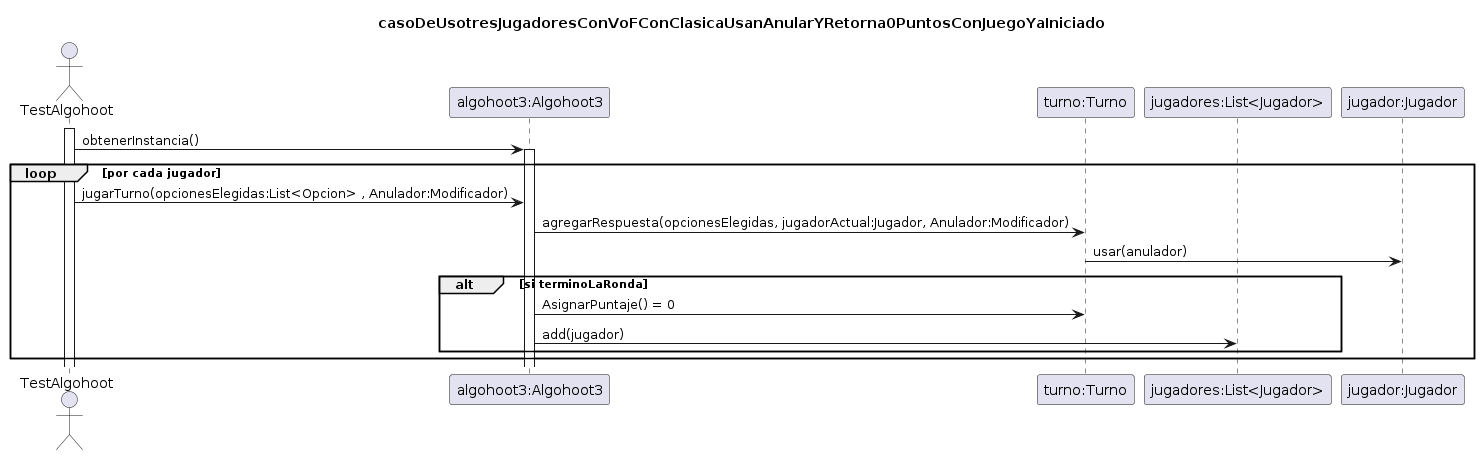 casoDeUsotresJugadoresConVoFConClasicaUsanAnularYRetorna0PuntosConJuegoYaIniciado
TestAlgohoot
algohoot3:Algohoot3
turno:Turno
jugadores:List<Jugador>
jugador:Jugador
obtenerInstancia()
loop
[por cada jugador]
jugarTurno(opcionesElegidas:List<Opcion> , Anulador:Modificador)
agregarRespuesta(opcionesElegidas, jugadorActual:Jugador, Anulador:Modificador)
usar(anulador)
alt
[si terminoLaRonda]
AsignarPuntaje() = 0
add(jugador)
TestAlgohoot
algohoot3:Algohoot3
turno:Turno
jugadores:List<Jugador>
jugador:Jugador